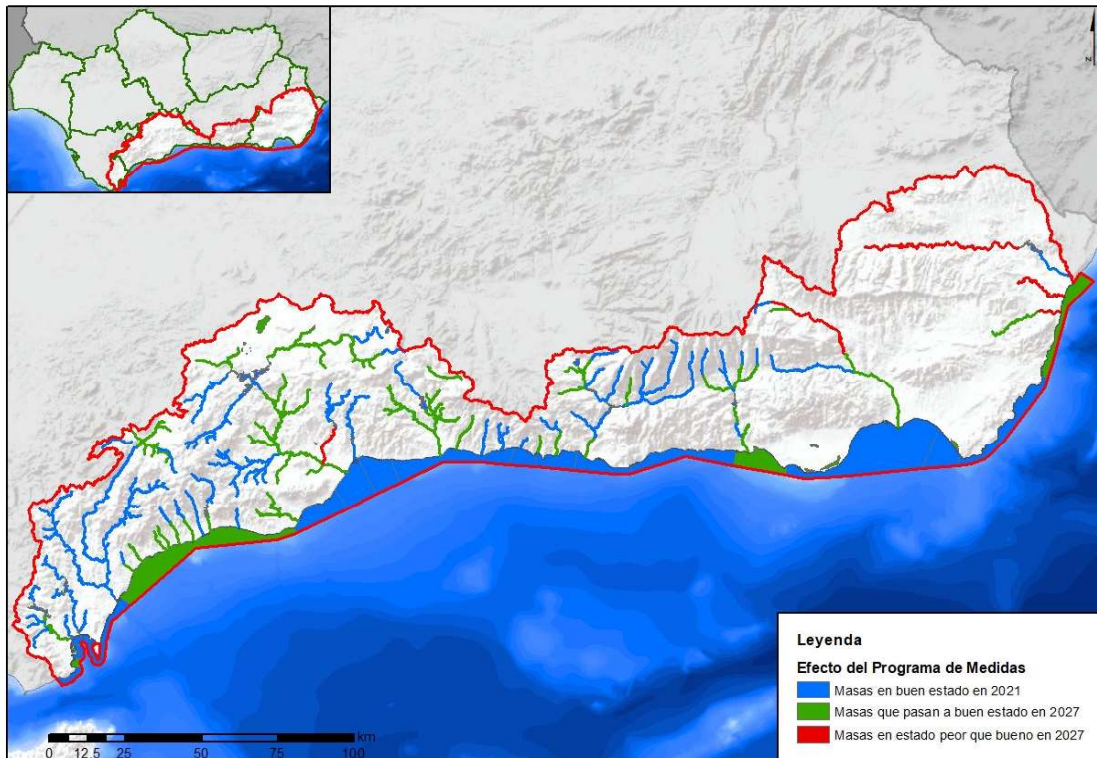 N
Leyenda
Efecto del Programa de Medidas
Masas en buen estado en 2021
Masas que pasan a buen estado en 2027
Masas en estado peor que bueno en 2027
km
0 12.5 25 50 75 100